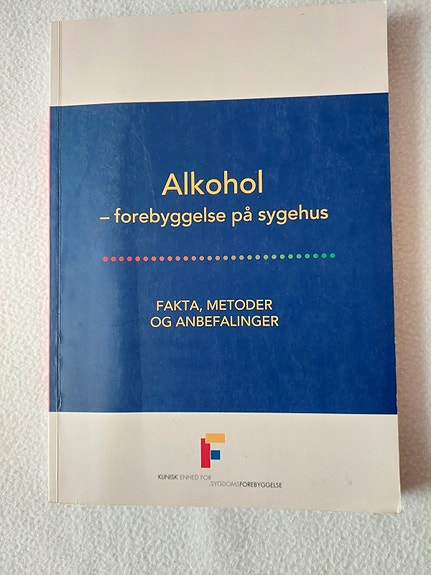 Alkohol
– forebyggelse på sygehus
FAKTA, METODER
OG ANBEFALINGER
KLINISK ENHED FOR
SYGDOMSFOREBYGGELSE